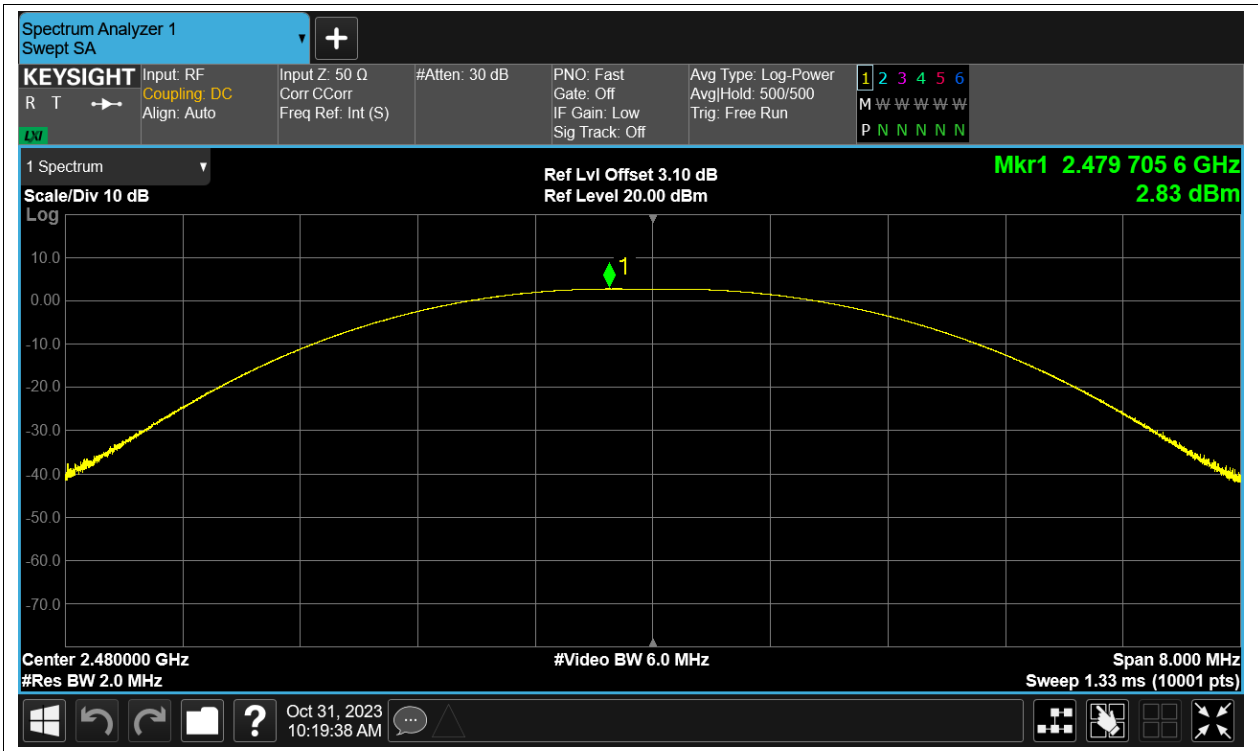 Spectrum Analyzer 1
Swept SA
KEYSIGHT
R T
LXI
Input: RF
Coupling: DC
Align: Auto
Input Z: 50 Ω
Corr CCorr
Freq Ref: Int (S)
#Atten: 30 dB
PNO: Fast
Gate: Off
IF Gain: Low
Sig Track: Off
Avg Type: Log-Power
Avg|Hold: 500/500
Trig: Free Run
1 2 3 4 5 6
M W W W W W W
P N N N N N
1 Spectrum
Scale/Div 10 dB
Log
Ref Lvl Offset 3.10 dB
Ref Level 20.00 dBm
Mkr1 2.479 705 6 GHz
2.83 dBm
1
10.0
0.00
-10.0
-20.0
-30.0
-40.0
-50.0
-60.0
-70.0
Center 2.480000 GHz
#Video BW 6.0 MHz
Span 8.000 MHz
#Res BW 2.0 MHz
Sweep 1.33 ms (10001 pts)
?
Oct 31, 2023
10:19:38 AM